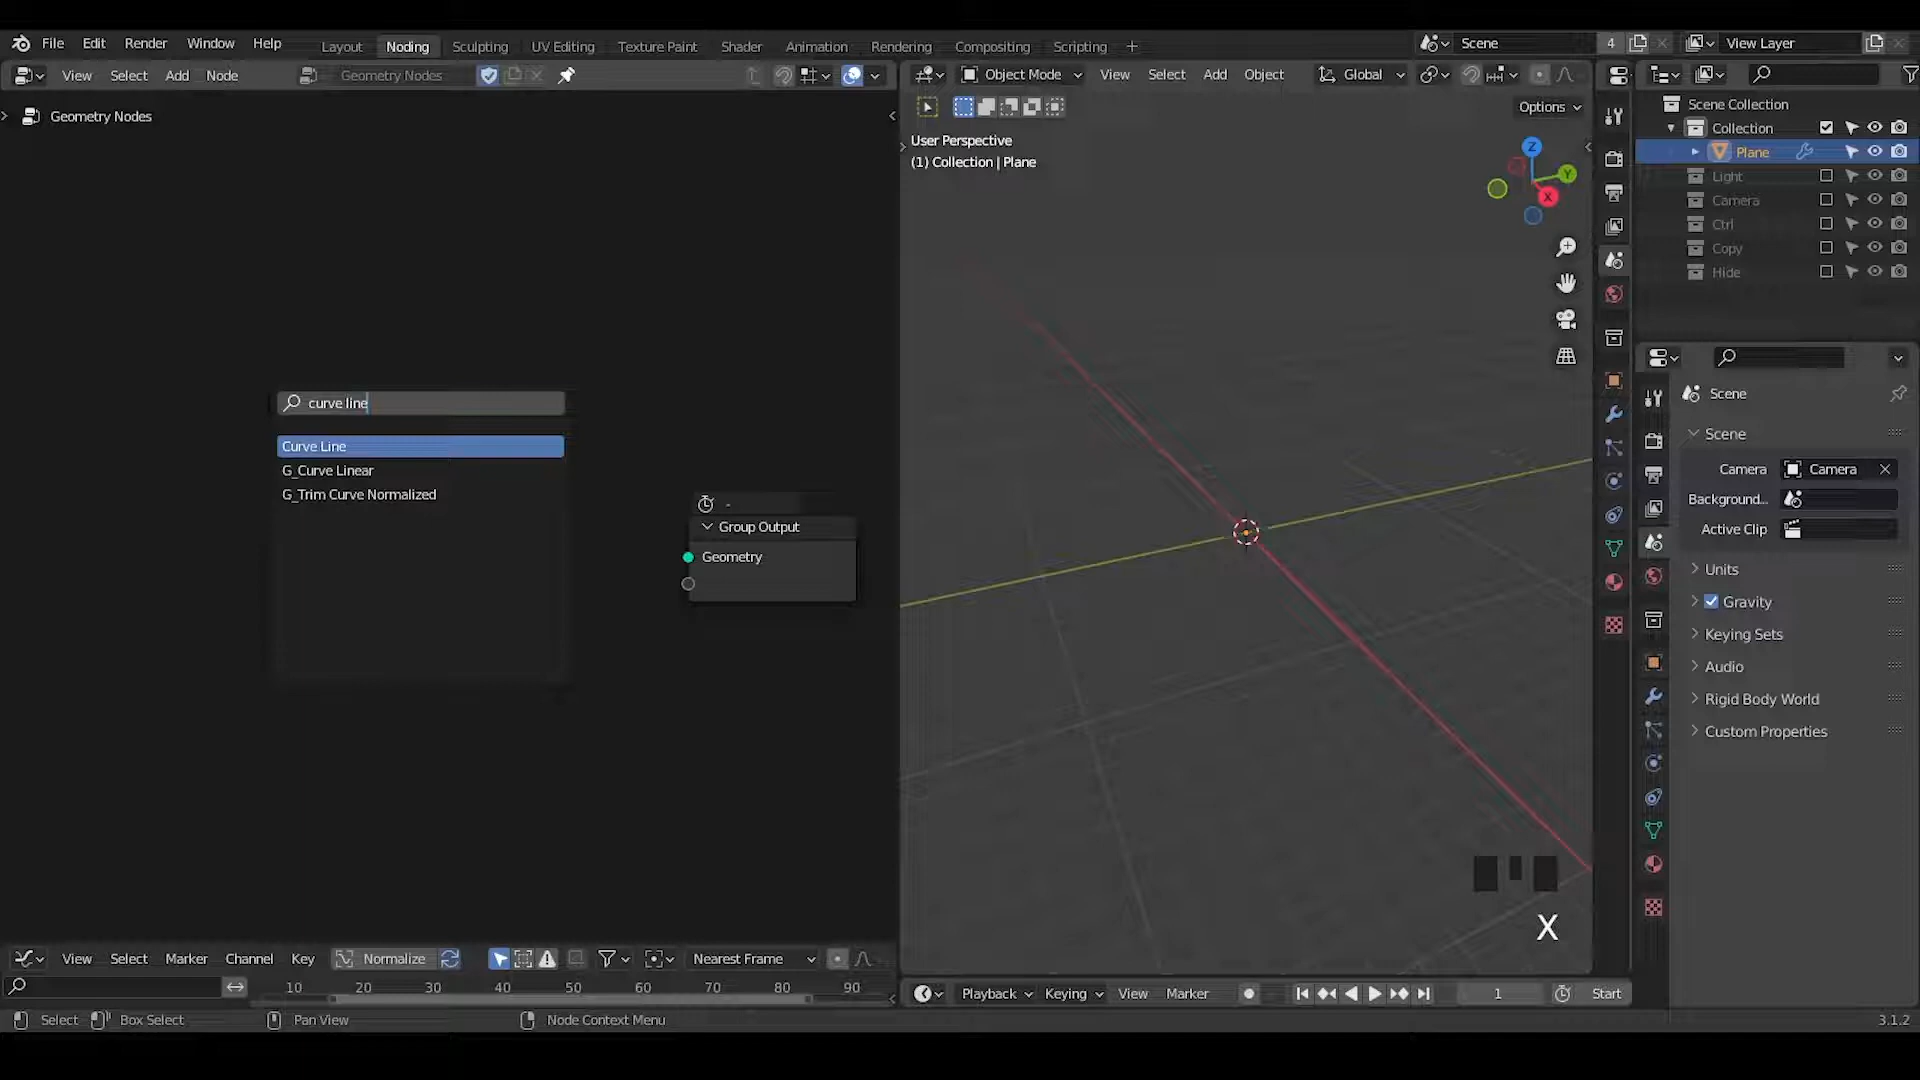 File Edit Render Window Help Layout Noding Sculpting UV Editing Texture Paint Shader Animation Rendering Compositing Scripting + Scene 4 View Layer
View Select Add Node Geometry Nodes Object Mode View Select Add Object Global
Options
Geometry Nodes
User Perspective
(1) Collection | Plane
Z
Y
X
Scene Collection
Collection
Plane
Light
Camera
Ctrl
Copy
Hide
curve line
Curve Line
G_Curve Linear
G_Trim Curve Normalized
-
Group Output
Geometry
Scene
Scene
Camera Camera
Background...
Active Clip
Units
Gravity
Keying Sets
Audio
Rigid Body World
Custom Properties
X
View Select Marker Channel Key Normalize Nearest Frame
10 20 30 40 50 60 70 80 90
Playback Keying View Marker 1 Start
Select Box Select Pan View Node Context Menu 3.1.2